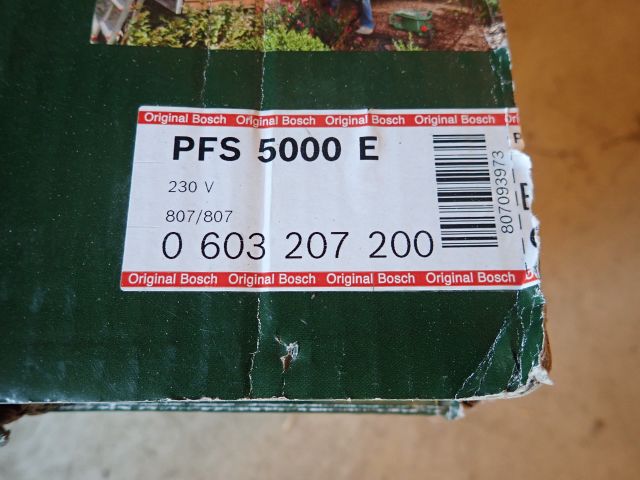 Original Bosch Original Bosch Original Bosch Original Bosch
PFS 5000 E
230 V
807/807
0 603 207 200
807093973
Original Bosch Original Bosch Original Bosch Original Bosch